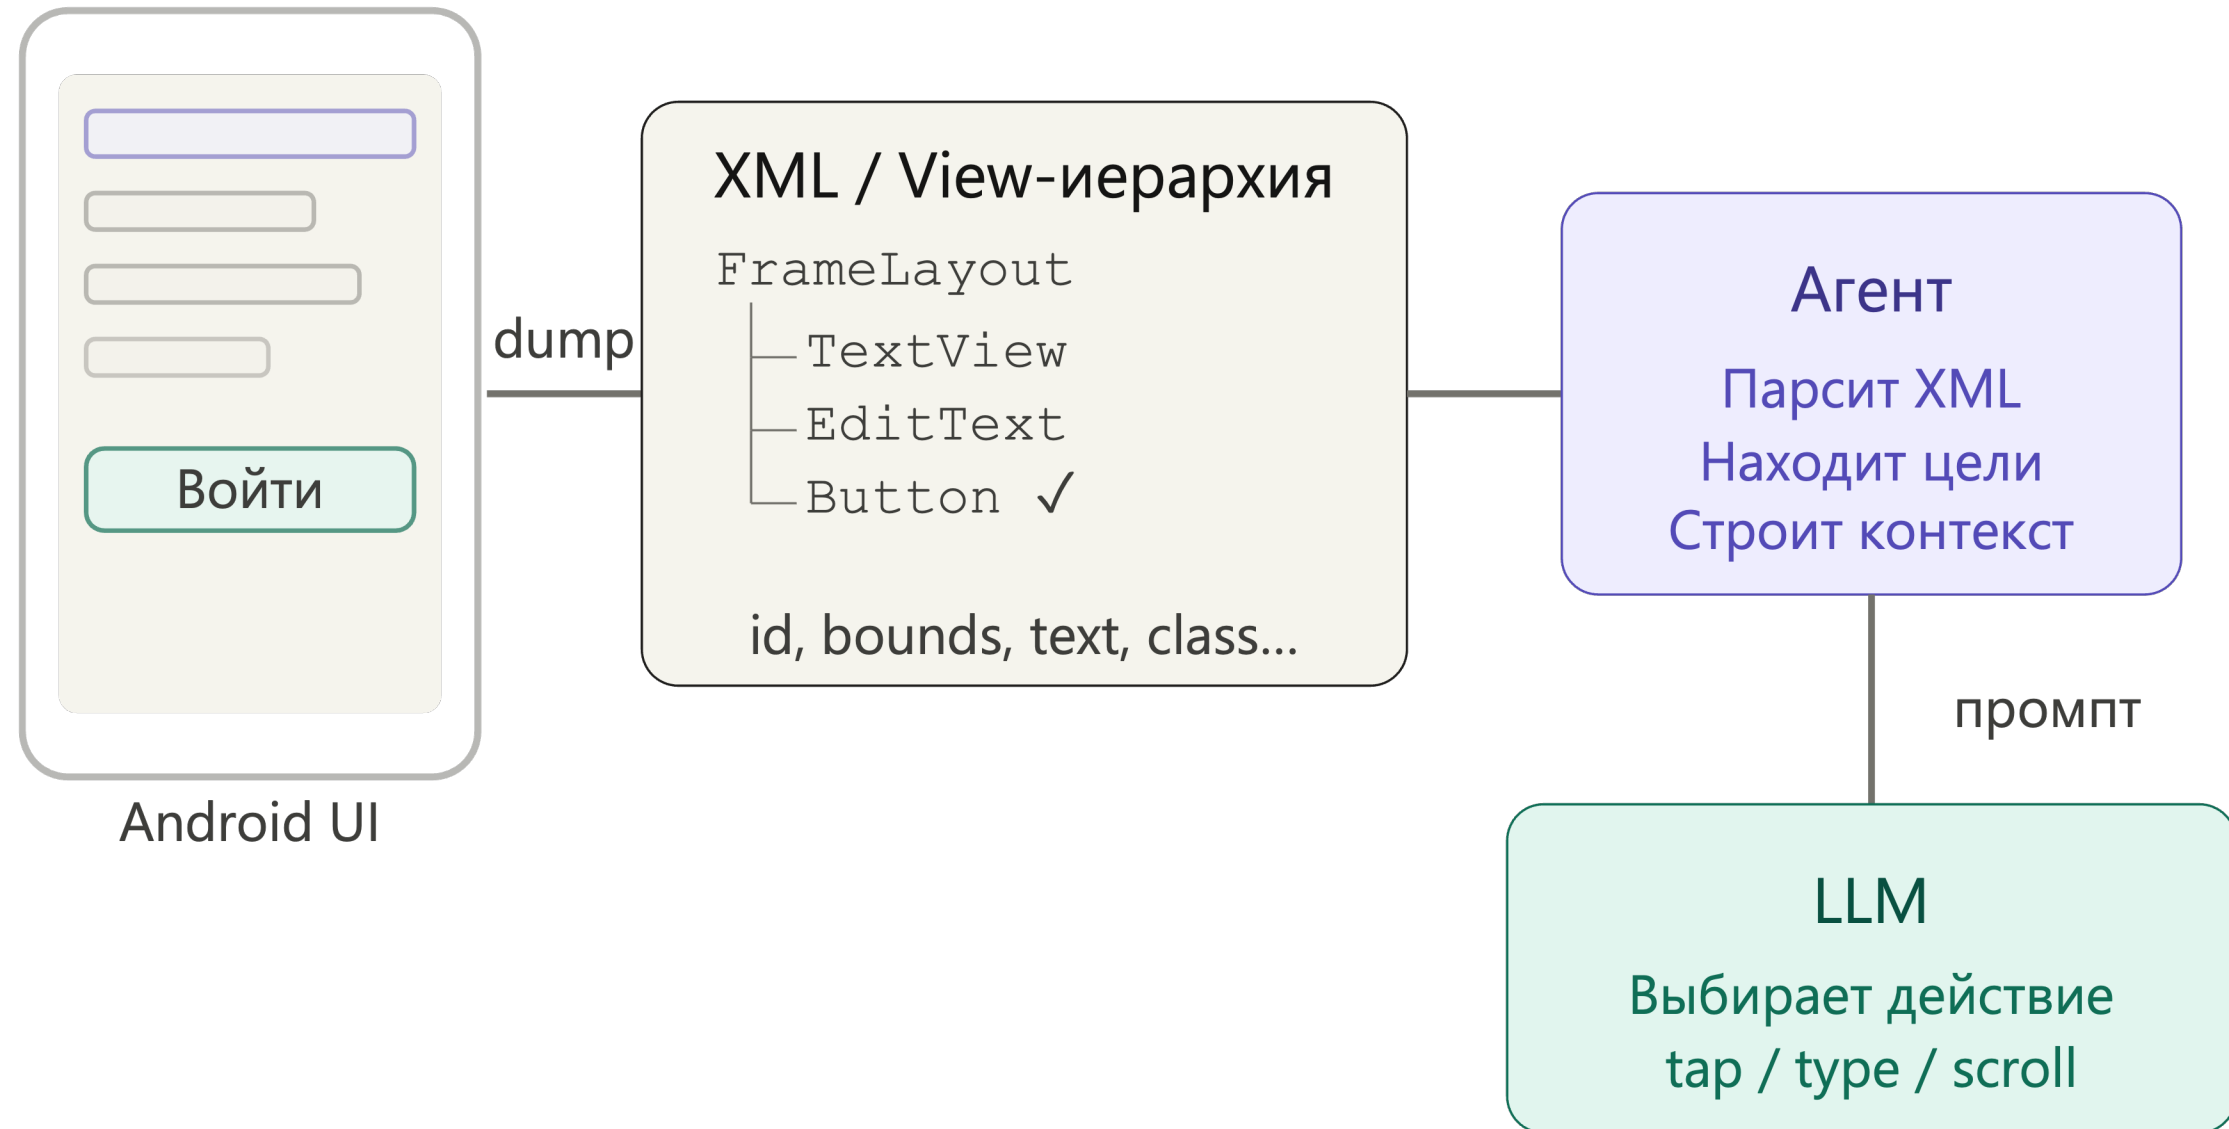 Войти
Android UI
dump
XML / View-иерархия
FrameLayout
TextView
EditText
Button ✓
id, bounds, text, class...
Агент
Парсит XML
Находит цели
Строит контекст
промпт
LLM
Выбирает действие
tap / type / scroll